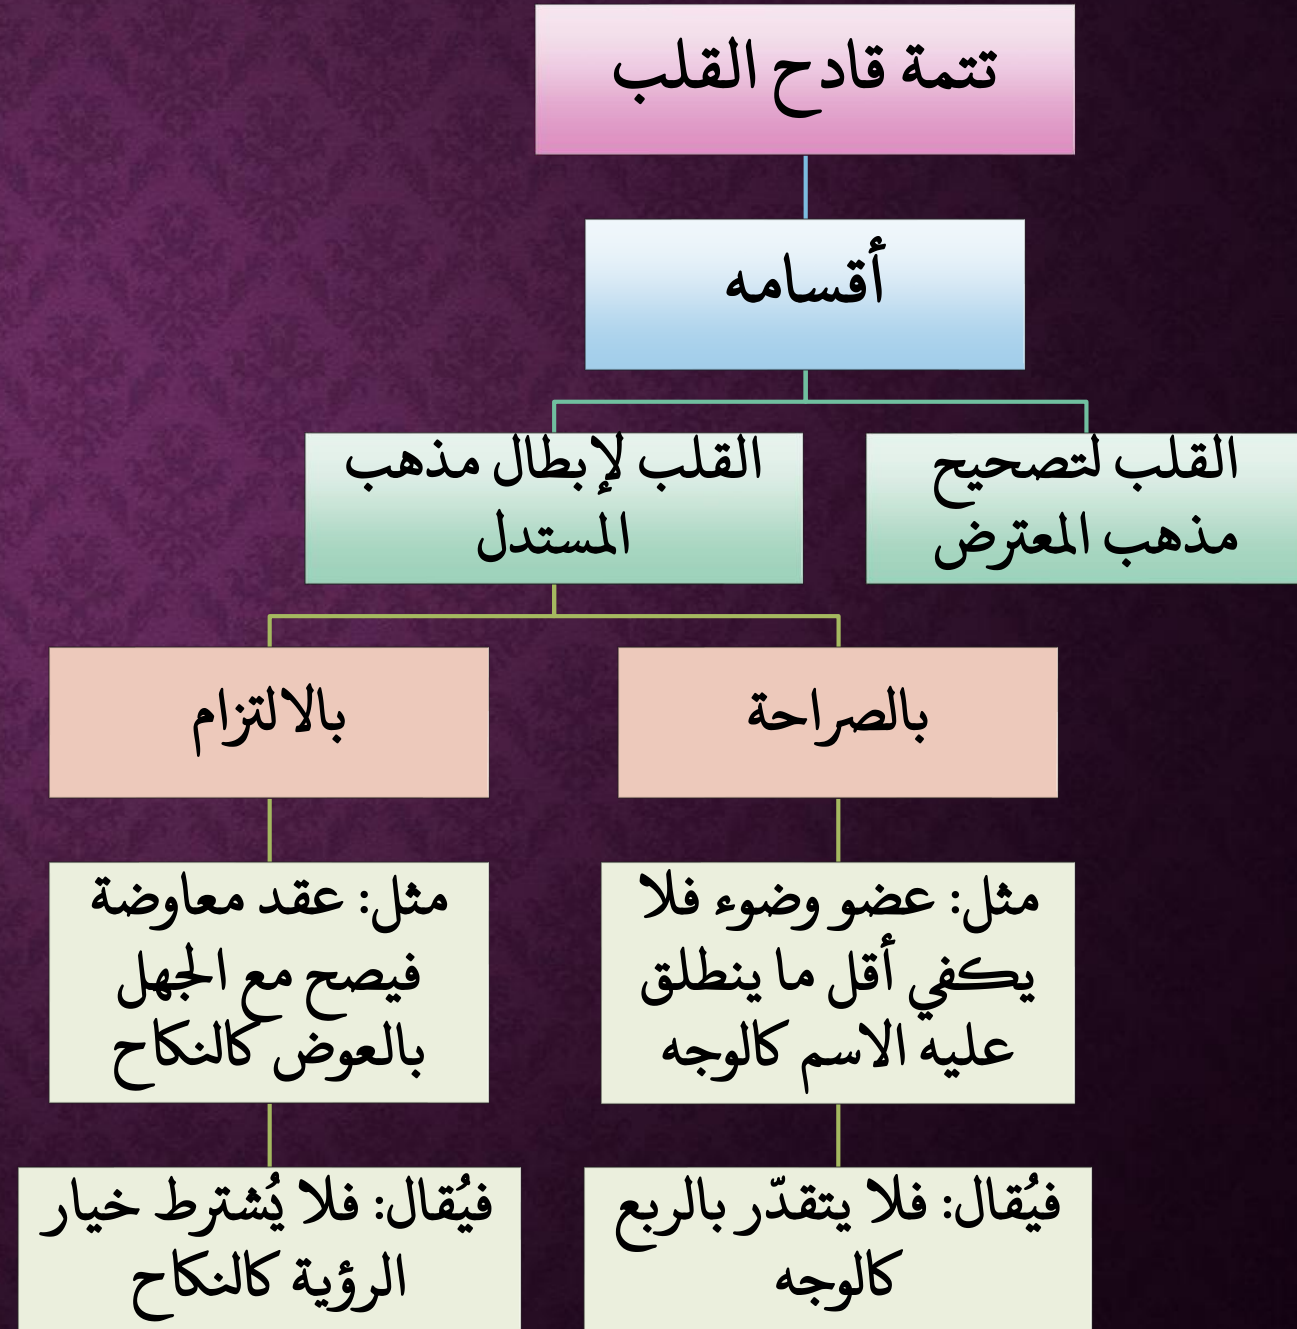 تتمة قادح القلب
أقسامه
القلب لتصحيح
مذهب المعترض
القلب لإبطال مذهب
المستدل
بالصراحة
بالالتزام
مثل: عضو وضوء فلا
يكفي أقل ما ينطلق
عليه الاسم كالوجه
مثل: عقد معاوضة
فيصح مع الجهل
بالعوض كالنكاح
فيُقال: فلا يتقدّر بالربع
كالوجه
فيُقال: فلا يُشترط خيار
الرؤية كالنكاح